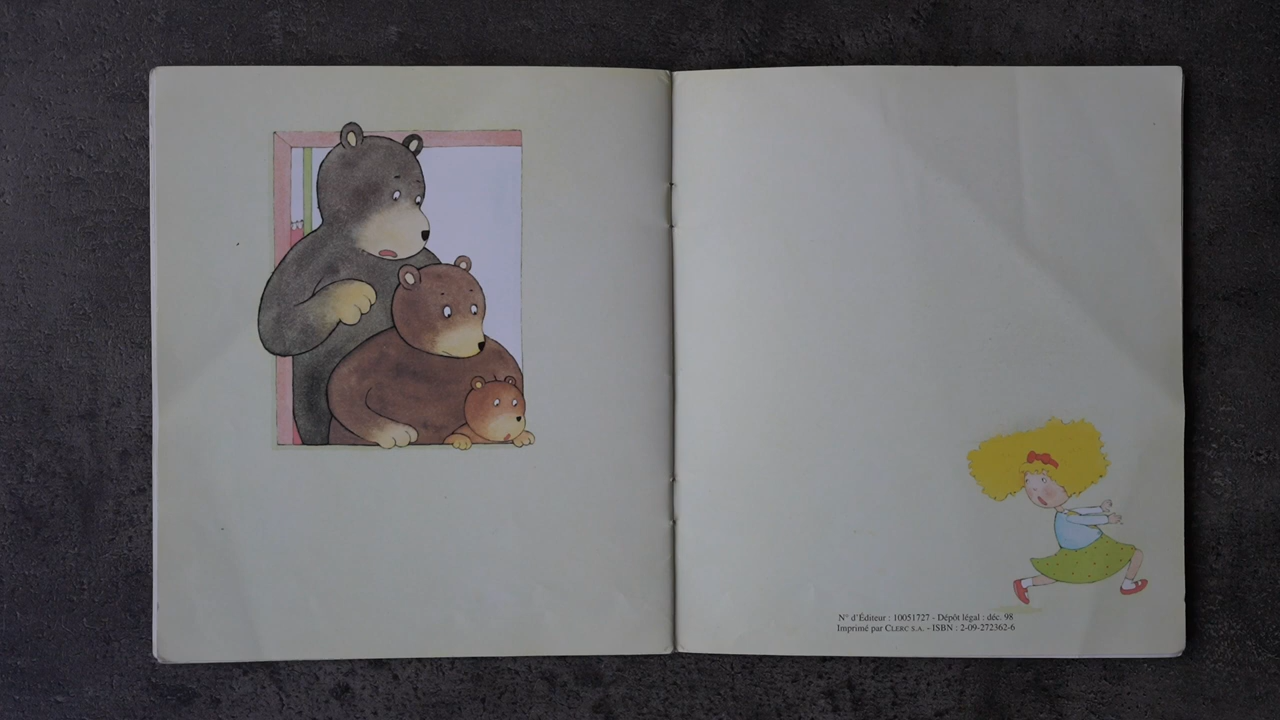 N° d'Éditeur : 10051727 - Dépôt légal : déc. 98
Imprimé par CLERC S.A. - ISBN : 2-09-272362-6